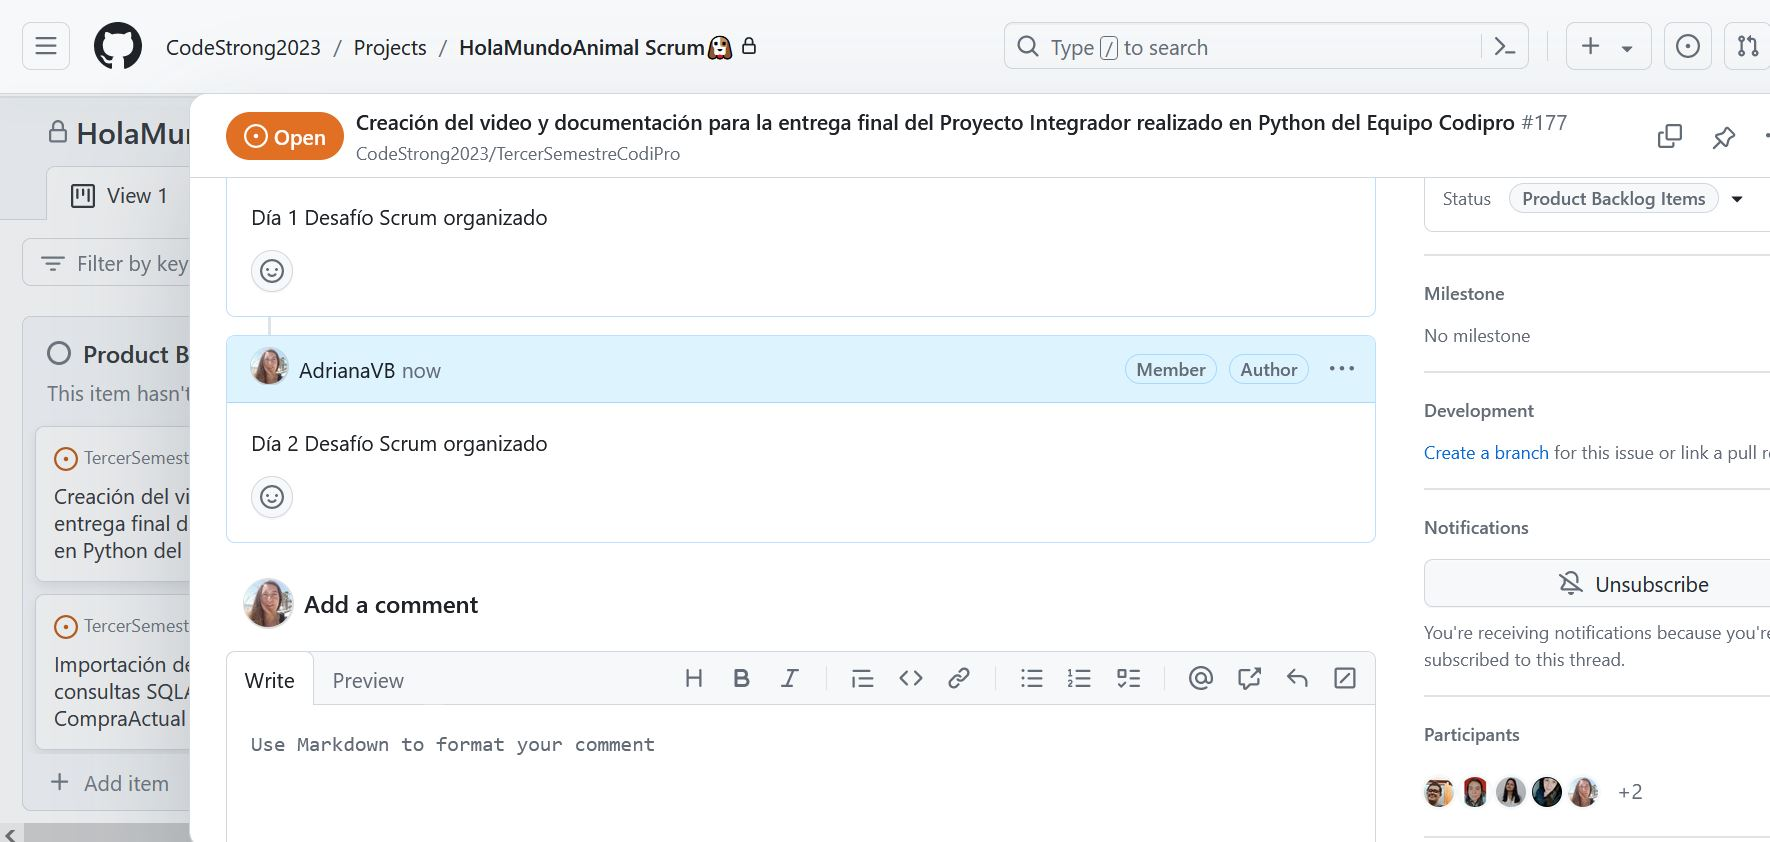 CodeStrong2023 / Projects / HolaMundoAnimal Scrum
Type / to search
HolaMu
View 1
Filter by key
Product B
This item hasn't
TercerSemest
Creación del vi
entrega final d
en Python del
TercerSemest
Importación de
consultas SQLA
CompraActual
+ Add item
Open
Creación del video y documentación para la entrega final del Proyecto Integrador realizado en Python del Equipo Codipro #177
CodeStrong2023/TercerSemestreCodiPro
Día 1 Desafío Scrum organizado
AdrianaVB now
Member
Author
Día 2 Desafío Scrum organizado
Add a comment
Write
Preview
Use Markdown to format your comment
Status
Product Backlog Items
Milestone
No milestone
Development
Create a branch for this issue or link a pull r
Notifications
Unsubscribe
You're receiving notifications because you're
subscribed to this thread.
Participants
+2